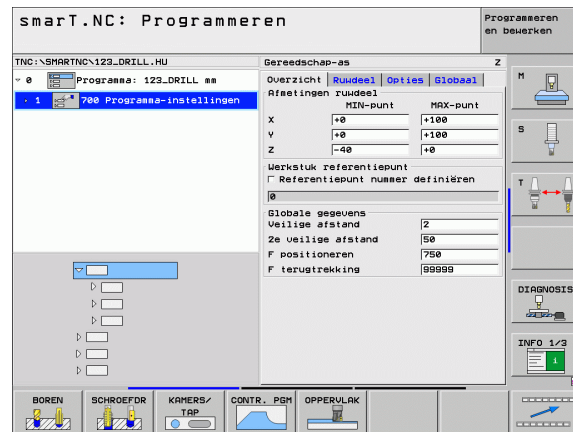 smarT.NC: Programmeren
Programmeren en bewerken
TNC:\SMARTNC\123_DRILL.HU
0 Programma: 123_DRILL mm
1 700 Programma-instellingen
Gereedschap-as Z
Overzicht Ruwdeel Opties Globaal
Afmetingen ruwdeel
MIN-punt MAX-punt
X +0 +100
Y +0 +100
Z -40 +0
Werkstuk referentiepunt
Referentiepunt nummer definiëren
0
Globale gegevens
Veilige afstand 2
2e veilige afstand 50
F positioneren 750
F terugtrekking 99999
M
S
T
DIAGNOSIS
INFO 1/3
i
BOREN
SCHROEFDR
KAMERS/ TAP
CONTR. PGM
OPPERVLAK